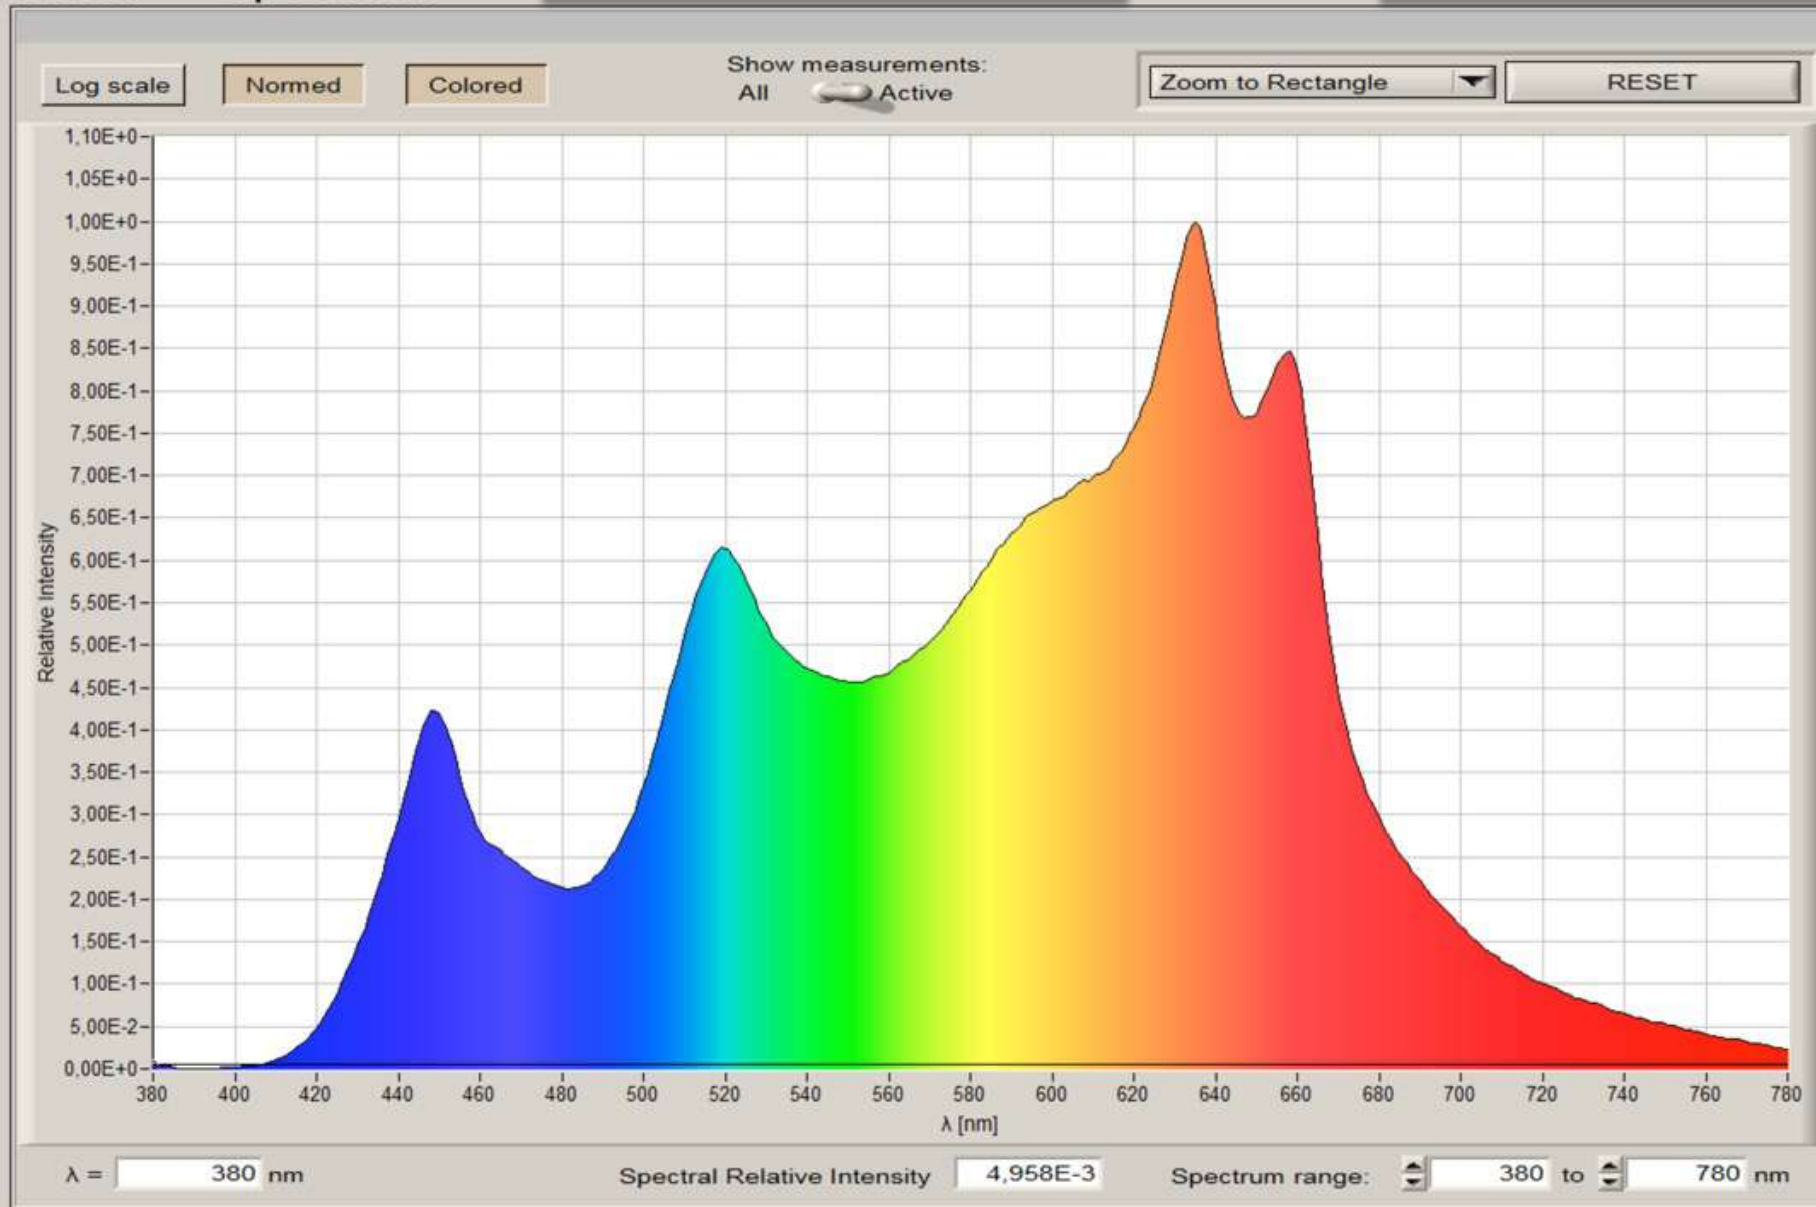 Log scale
Normed
Colored
Show measurements:
All
Active
Zoom to Rectangle
RESET
1,10E+0
1,05E+0
1,00E+0
9,50E-1
9,00E-1
8,50E-1
8,00E-1
7,50E-1
7,00E-1
6,50E-1
6,00E-1
5,50E-1
5,00E-1
4,50E-1
4,00E-1
3,50E-1
3,00E-1
2,50E-1
2,00E-1
1,50E-1
1,00E-1
5,00E-2
0,00E+0
Relative Intensity
380 400 420 440 460 480 500 520 540 560 580 600 620 640 660 680 700 720 740 760 780
λ [nm]
λ = 380 nm
Spectral Relative Intensity 4,958E-3
Spectrum range: 380 to 780 nm